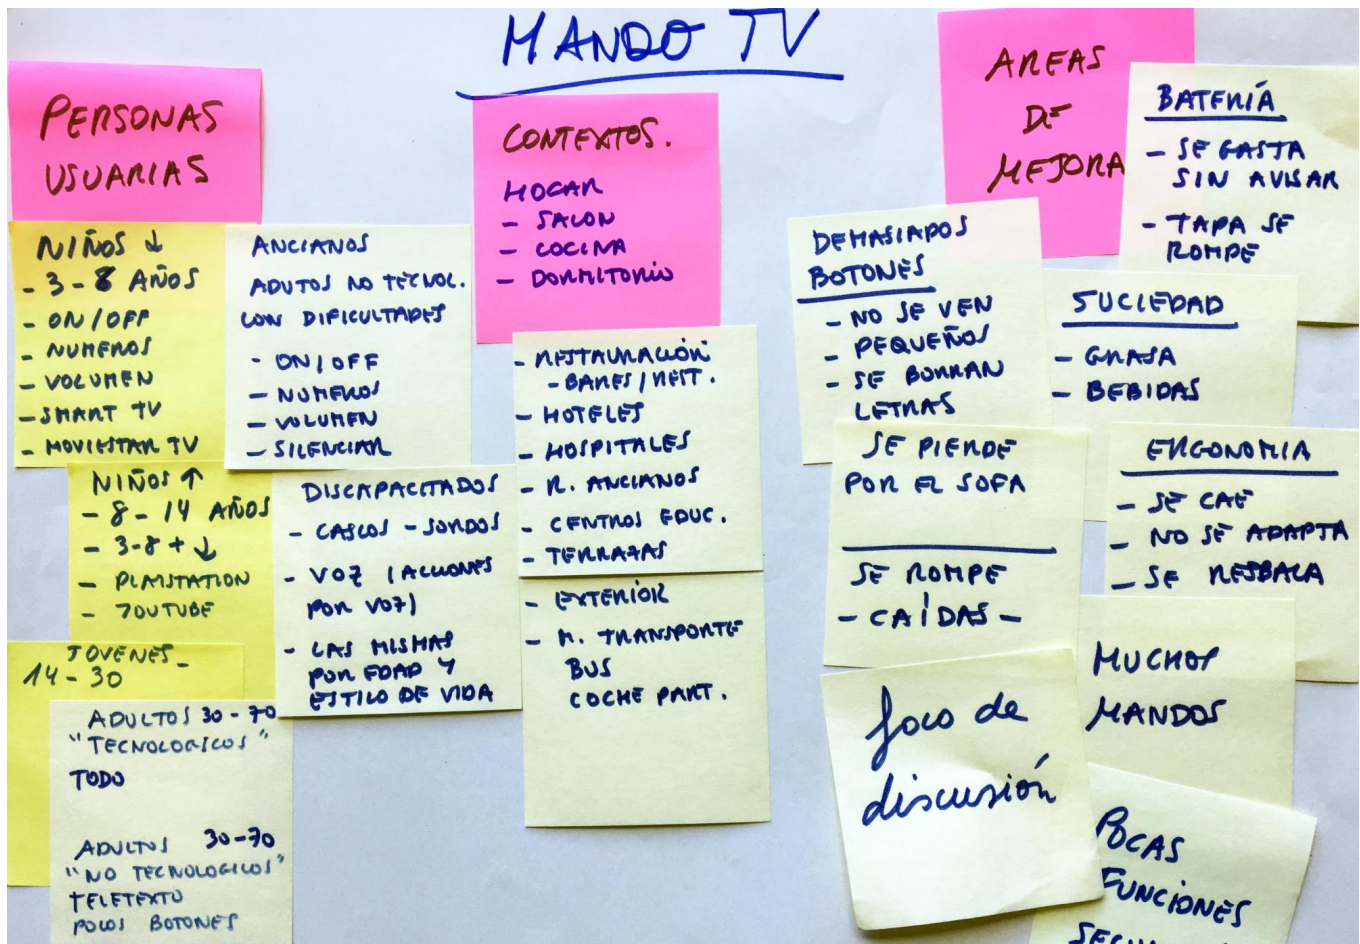 MANDO TV
PERSONAS
USUARIAS
NIÑOS ↓
- 3-8 AÑOS
- ON/OFF
- NUMEROS
- VOLUMEN
- SMART TV
- MOVIESTAR TV
ANCIANOS
ADUTOS NO TECNOL.
CON DIFICULTADES
- ON/OFF
- NUMEROS
- VOLUMEN
- SILENCIAR
NIÑOS ↑
- 8-14 AÑOS
- 3-8 + ↓
- PLAYSTATION
- YOUTUBE
DISCAPACITADOS
- CASCOS - SORDOS
- VOZ (ACCIONES
POR VOZ)
- LAS MISMAS
POR EDAD Y
ESTILO DE VIDA
JOVENES -
14-30
ADULTOS 30-70
"TECNOLOGICOS"
TODO
ADULTOS 30-70
"NO TECNOLOGICOS"
TELETEXTO
POCOS BOTONES
CONTEXTOS.
HOGAR
- SALON
- COCINA
- DORMITORIO
- RESTAURACIÓN
- BARES/REST.
- HOTELES
- HOSPITALES
- R. ANCIANOS
- CENTROS EDUC.
- TERRAZAS
- EXTERIOR
- M. TRANSPORTE
BUS
COCHE PART.
AREAS
DE
MEJORA
BATERÍA
- SE GASTA
SIN AVISAR
- TAPA SE
ROMPE
DEMASIADOS
BOTONES
- NO SE VEN
- PEQUEÑOS
- SE BORRAN
LETRAS
SUCIEDAD
- GRASA
- BEBIDAS
SE PIERDE
POR EL SOFA
SE ROMPE
- CAÍDAS -
ERGONOMIA
- SE CAE
- NO SE ADAPTA
- SE RESBALA
foco de
discusión
MUCHOS
MANDOS
POCAS
FUNCIONES